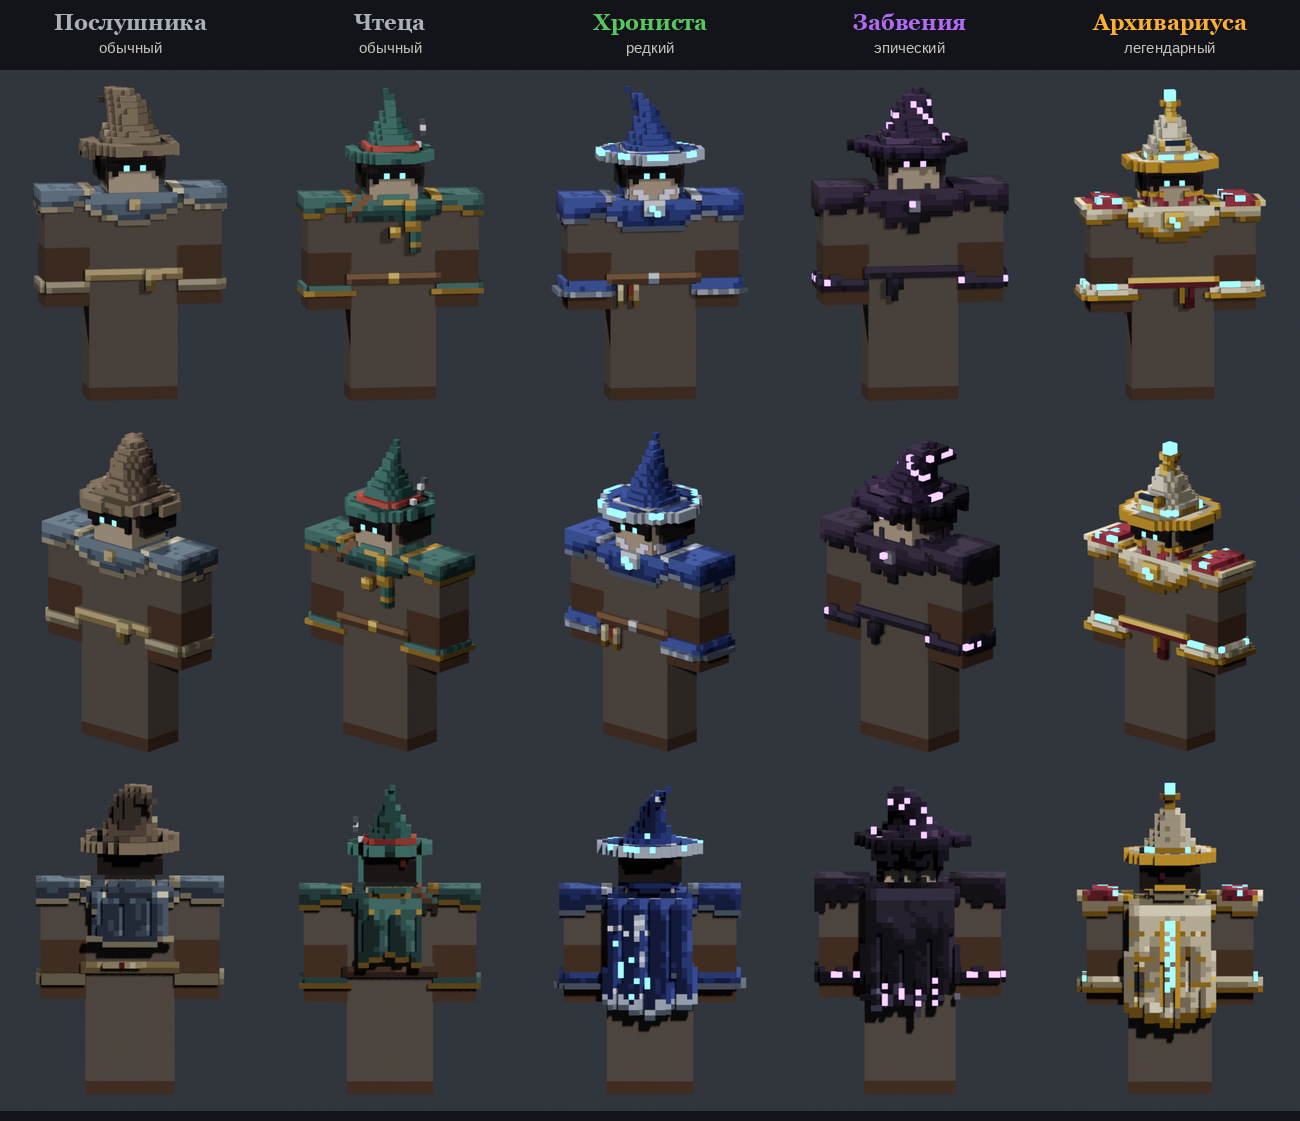 Послушника
обычный
Чтеца
обычный
Хрониста
редкий
Забвения
эпический
Архивариуса
легендарный